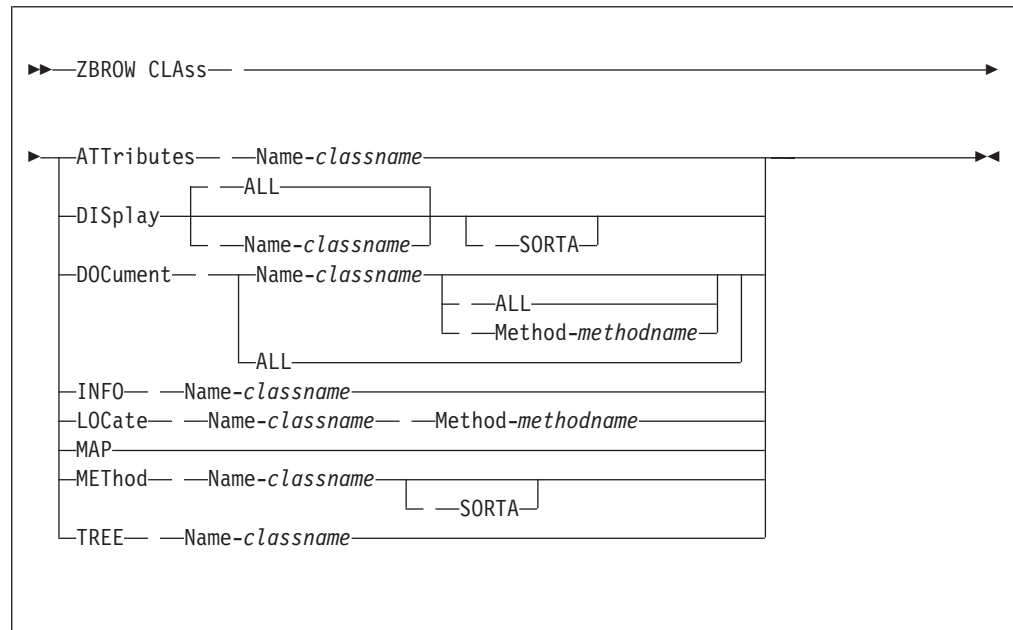 ZBROW CLAss
ATTributes Name-classname
ALL
DISplay
Name-classname SORTA
DOCument Name-classname
ALL
Method-methodname
ALL
INFO Name-classname
LOCate Name-classname Method-methodname
MAP
METhod Name-classname
SORTA
TREE Name-classname